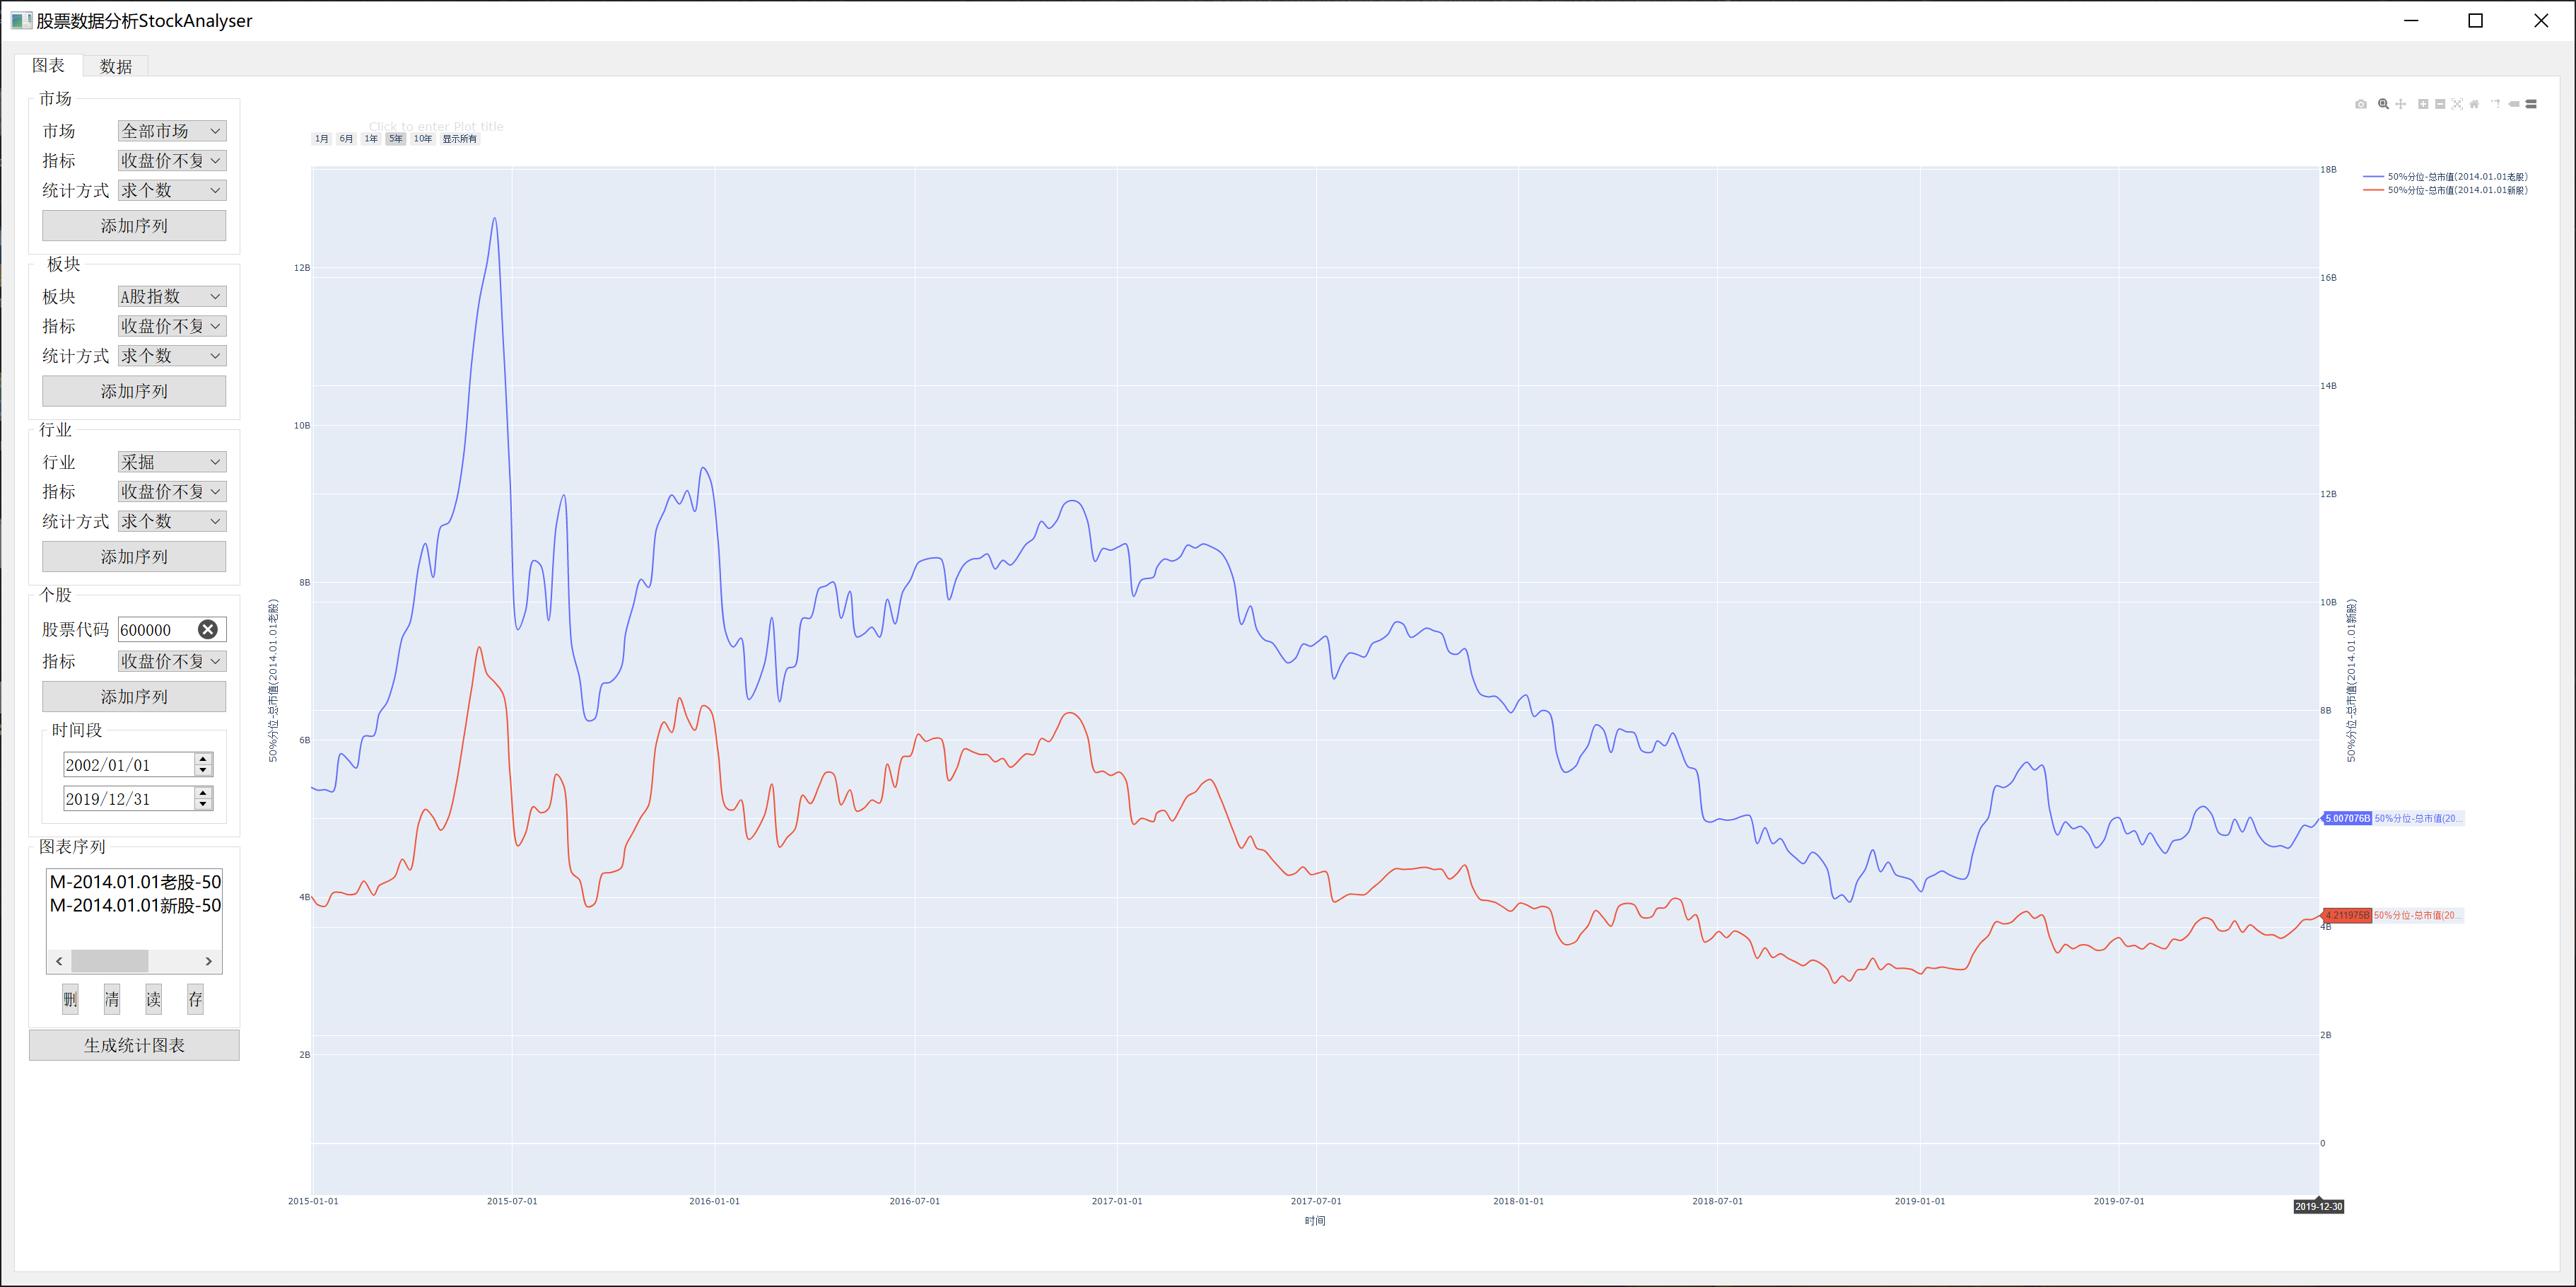 股票数据分析StockAnalyser
图表 数据
市场
市场 全部市场
指标 收盘价不复
统计方式 求个数
添加序列
板块
板块 A股指数
指标 收盘价不复
统计方式 求个数
添加序列
行业
行业 采掘
指标 收盘价不复
统计方式 求个数
添加序列
个股
股票代码 600000
指标 收盘价不复
添加序列
时间段
2002/01/01
2019/12/31
图表序列
M-2014.01.01老股-50
M-2014.01.01新股-50
删 清 读 存
生成统计图表
Click to enter Plot title
1月 6月 1年 5年 10年 显示所有
50%分位-总市值(2014.01.01老股)
12B
10B
8B
6B
4B
2B
2015-01-01 2015-07-01 2016-01-01 2016-07-01 2017-01-01 2017-07-01 2018-01-01 2018-07-01 2019-01-01 2019-07-01
2019-12-30
时间
18B
16B
14B
12B
10B
8B
4B
2B
0
50%分位-总市值(2014.01.01新股)
50%分位-总市值(2014.01.01老股)
50%分位-总市值(2014.01.01新股)
5.007076B 50%分位-总市值(20...
4.211975B 50%分位-总市值(20...